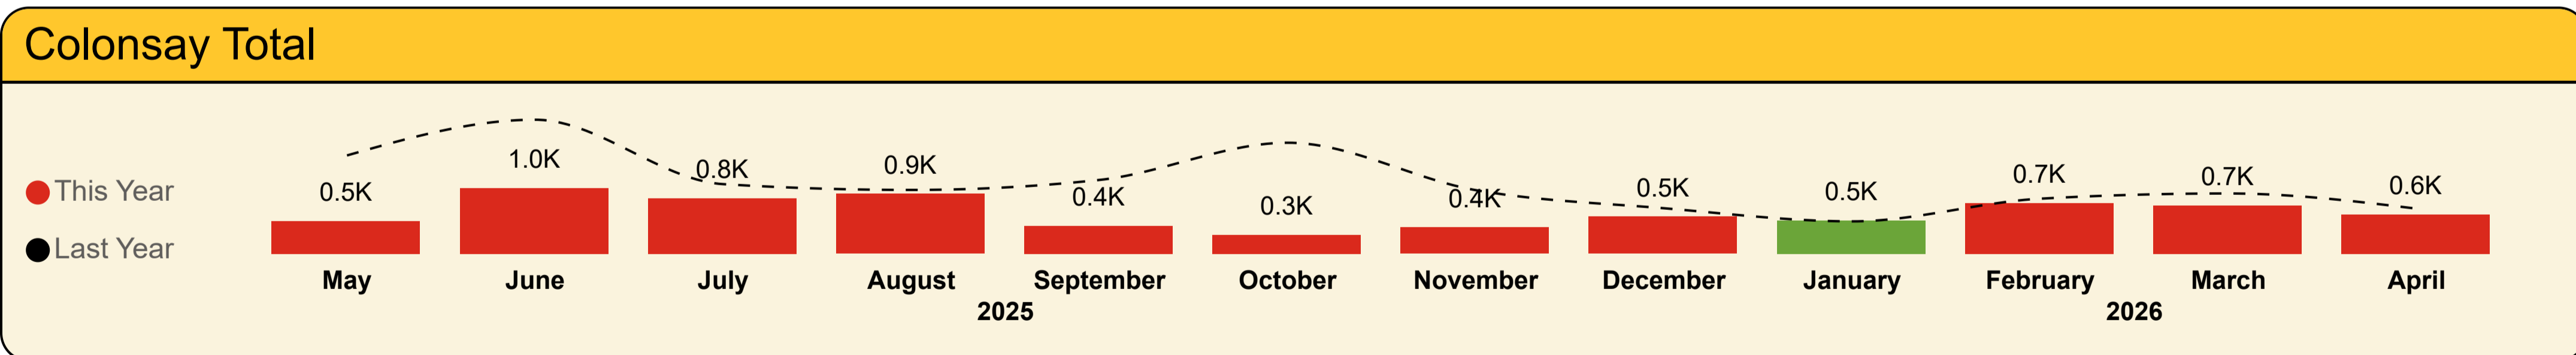 Colonsay Total
This Year
Last Year
0.5K
1.0K
0.8K
0.9K
0.4K
0.3K
0.4K
0.5K
0.5K
0.7K
0.7K
0.6K
May
June
July
August
September
October
November
December
January
February
March
April
2025
2026